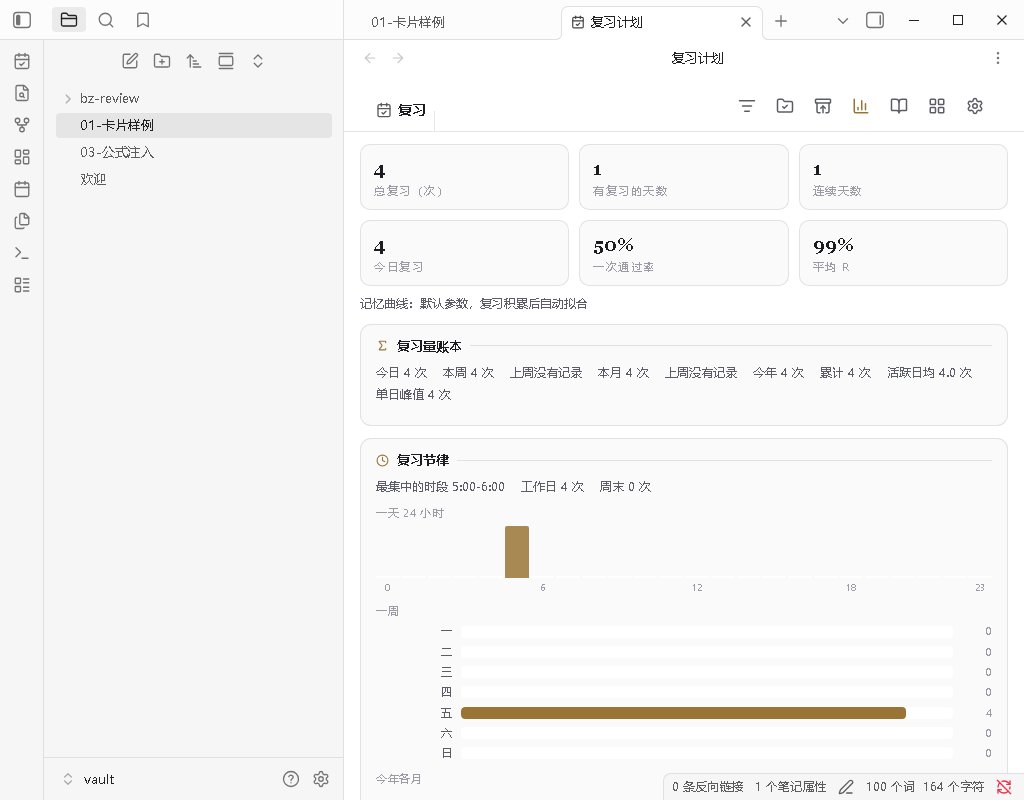 01-卡片样例
复习计划
复习计划
bz-review
01-卡片样例
03-公式注入
欢迎
复习
4
总复习（次）
1
有复习的天数
1
连续天数
4
今日复习
50%
一次通过率
99%
平均 R
记忆曲线：默认参数，复习积累后自动拟合
Σ 复习量账本
今日 4 次 本周 4 次 上周没有记录 本月 4 次 上周没有记录 今年 4 次 累计 4 次 活跃日均 4.0 次
单日峰值 4 次
复习节律
最集中的时段 5:00-6:00 工作日 4 次 周末 0 次
一天 24 小时
0 6 12 18 23
一周
一 0
二 0
三 0
四 0
五 4
六 0
日 0
今年各月
vault
0 条反向链接 1 个笔记属性 100 个词 164 个字符